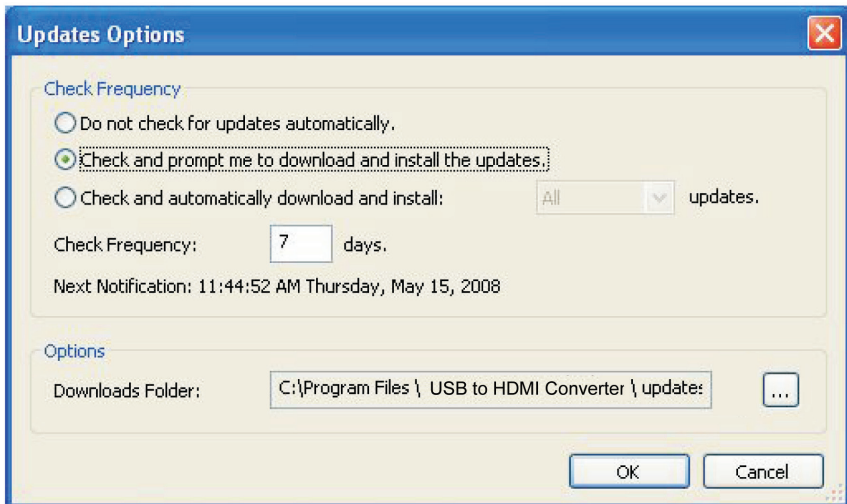 Updates Options
Check Frequency
Do not check for updates automatically.
Check and prompt me to download and install the updates.
Check and automatically download and install: All updates.
Check Frequency: 7 days.
Next Notification: 11:44:52 AM Thursday, May 15, 2008
Options
Downloads Folder: C:\Program Files \ USB to HDMI Converter \ updates ...
OK Cancel